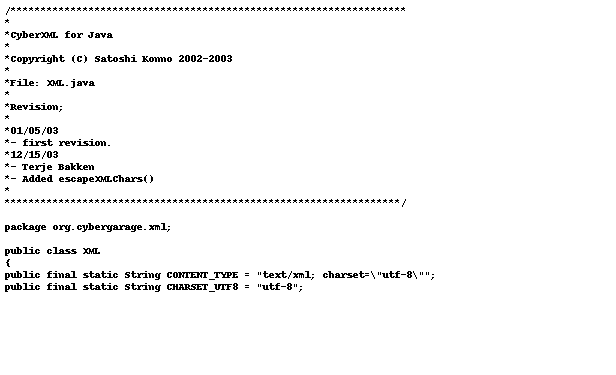 /******************************************************************
*
*CyberXML for Java
*
*Copyright (C) Satoshi Konno 2002-2003
*
*File: XML.java
*
*Revision;
*
*01/05/03
*- first revision.
*12/15/03
*- Terje Bakken
*- Added escapeXMLChars()
*
******************************************************************/
package org.cybergarage.xml;
public class XML
{
public final static String CONTENT_TYPE = "text/xml; charset=\"utf-8\"";
public final static String CHARSET_UTF8 = "utf-8";